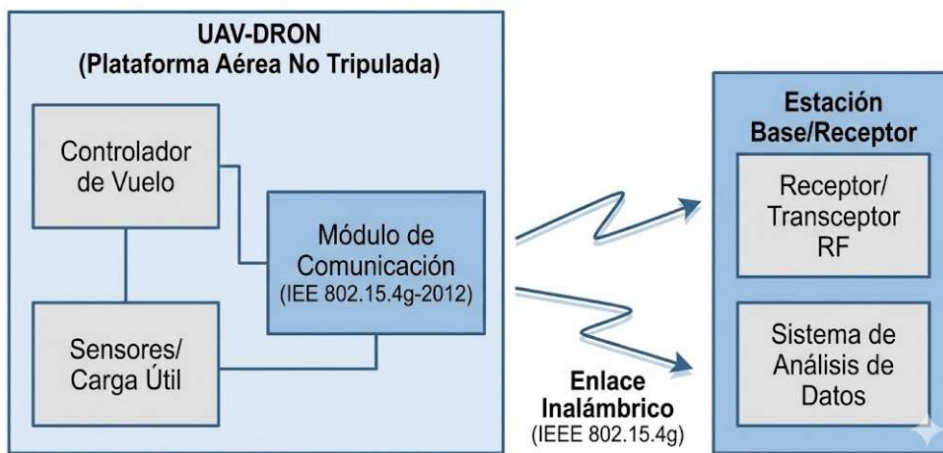 UAV-DRON
(Plataforma Aérea No Tripulada)
Controlador
de Vuelo
Módulo de
Comunicación
(IEE 802.15.4g-2012)
Sensores/
Carga Útil
Enlace
Inalámbrico
(IEEE 802.15.4g)
Estación
Base/Receptor
Receptor/
Transceptor
RF
Sistema de
Análisis de
Datos